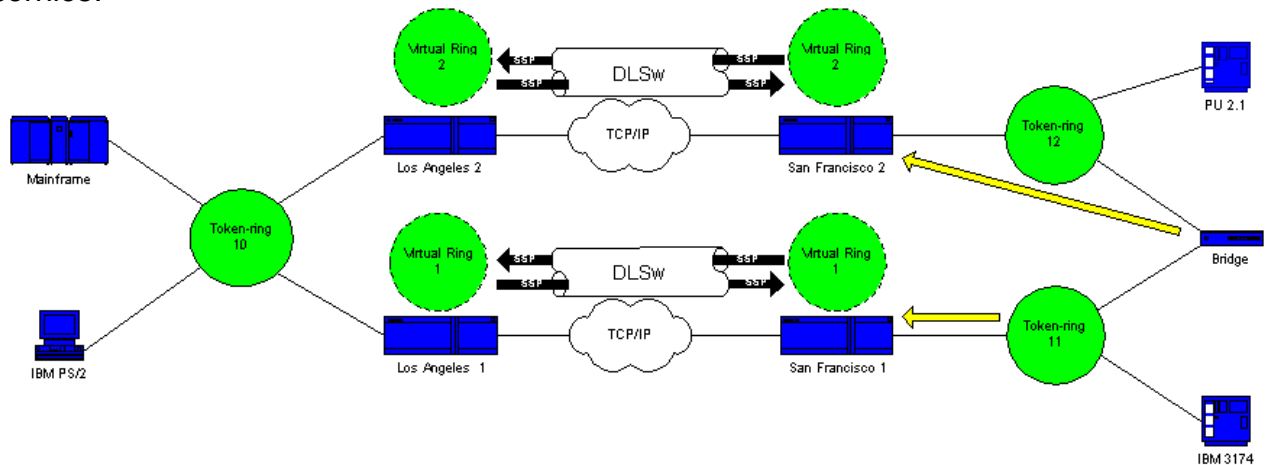 Virtual Ring
2
SSP
SSP
DLSw
SSP
SSP
Virtual Ring
2
PU 2.1
Mainframe
Los Angeles 2
TCP/IP
San Francisco 2
Token-ring
12
Token-ring
10
Bridge
Virtual Ring
1
SSP
SSP
DLSw
SSP
SSP
Virtual Ring
1
IBM PS/2
Los Angeles 1
TCP/IP
San Francisco 1
Token-ring
11
IBM 3174